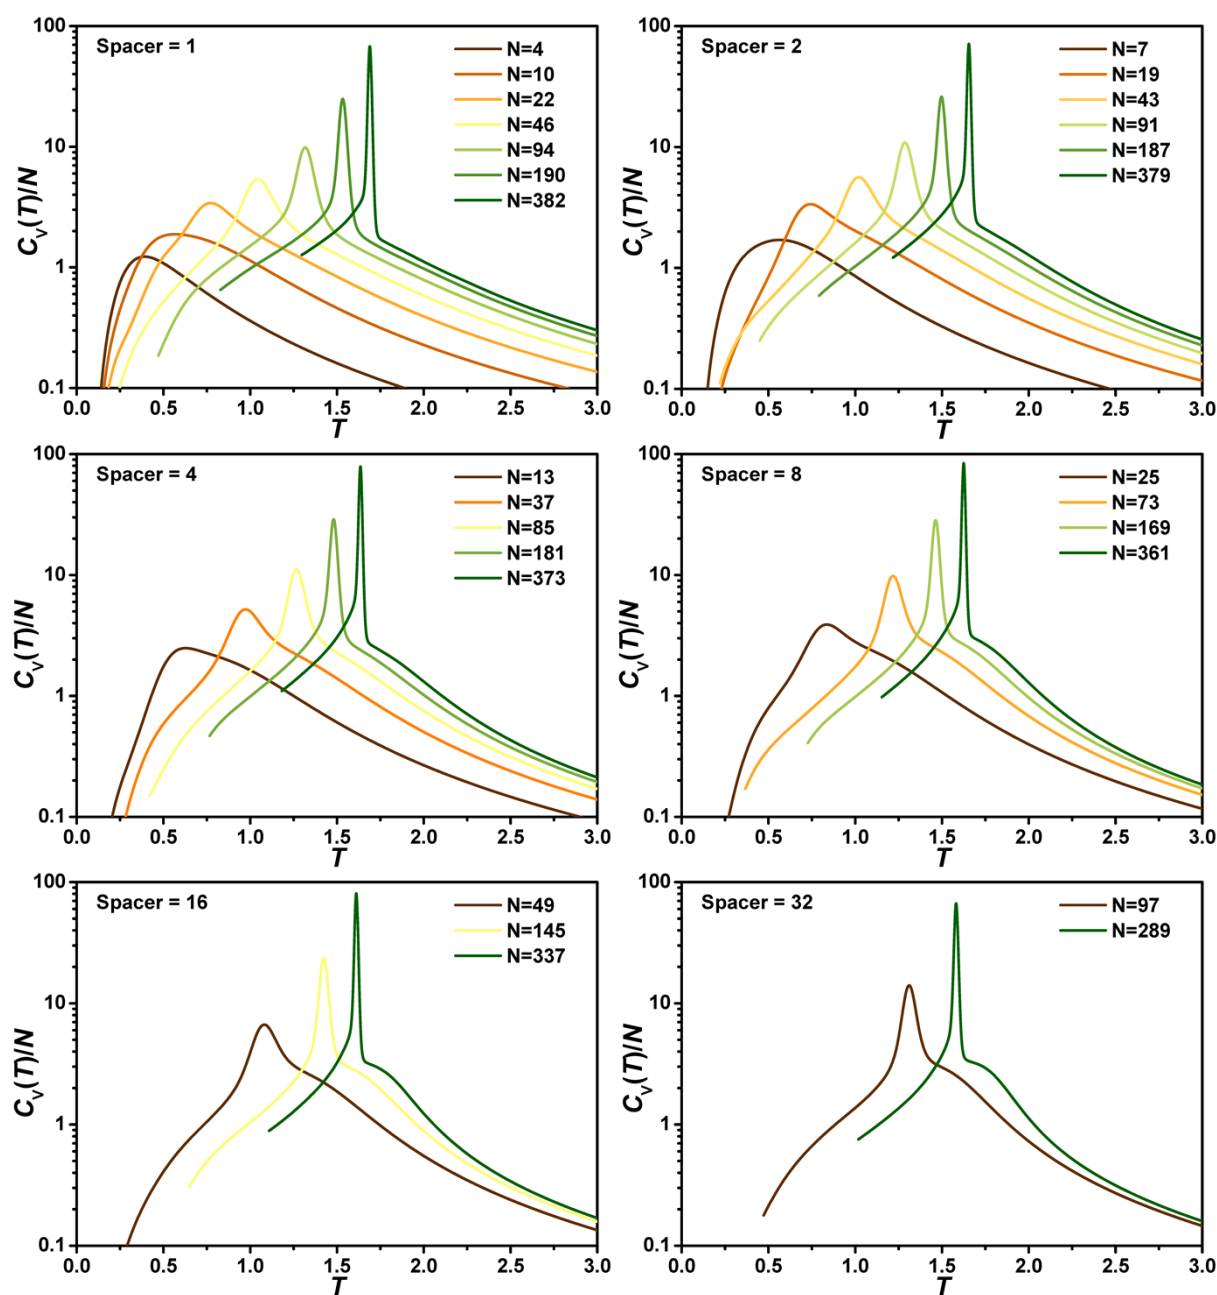 Spacer = 1
N=4
N=10
N=22
N=46
N=94
N=190
N=382
C_V(T)/N
100
10
1
0.1
0.0 0.5 1.0 1.5 2.0 2.5 3.0
T
Spacer = 2
N=7
N=19
N=43
N=91
N=187
N=379
C_V(T)/N
100
10
1
0.1
0.0 0.5 1.0 1.5 2.0 2.5 3.0
T
Spacer = 4
N=13
N=37
N=85
N=181
N=373
C_V(T)/N
100
10
1
0.1
0.0 0.5 1.0 1.5 2.0 2.5 3.0
T
Spacer = 8
N=25
N=73
N=169
N=361
C_V(T)/N
100
10
1
0.1
0.0 0.5 1.0 1.5 2.0 2.5 3.0
T
Spacer = 16
N=49
N=145
N=337
C_V(T)/N
100
10
1
0.1
0.0 0.5 1.0 1.5 2.0 2.5 3.0
T
Spacer = 32
N=97
N=289
C_V(T)/N
100
10
1
0.1
0.0 0.5 1.0 1.5 2.0 2.5 3.0
T